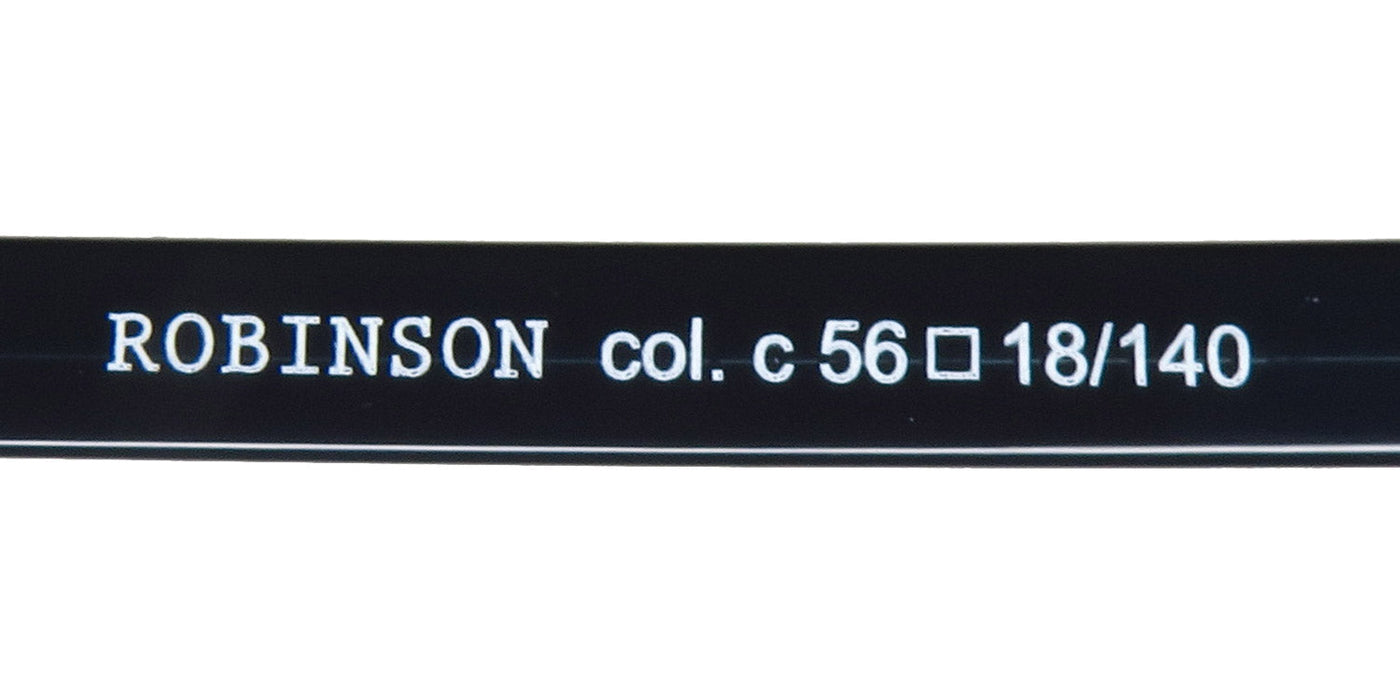 ROBINSON col. c 56□18/140